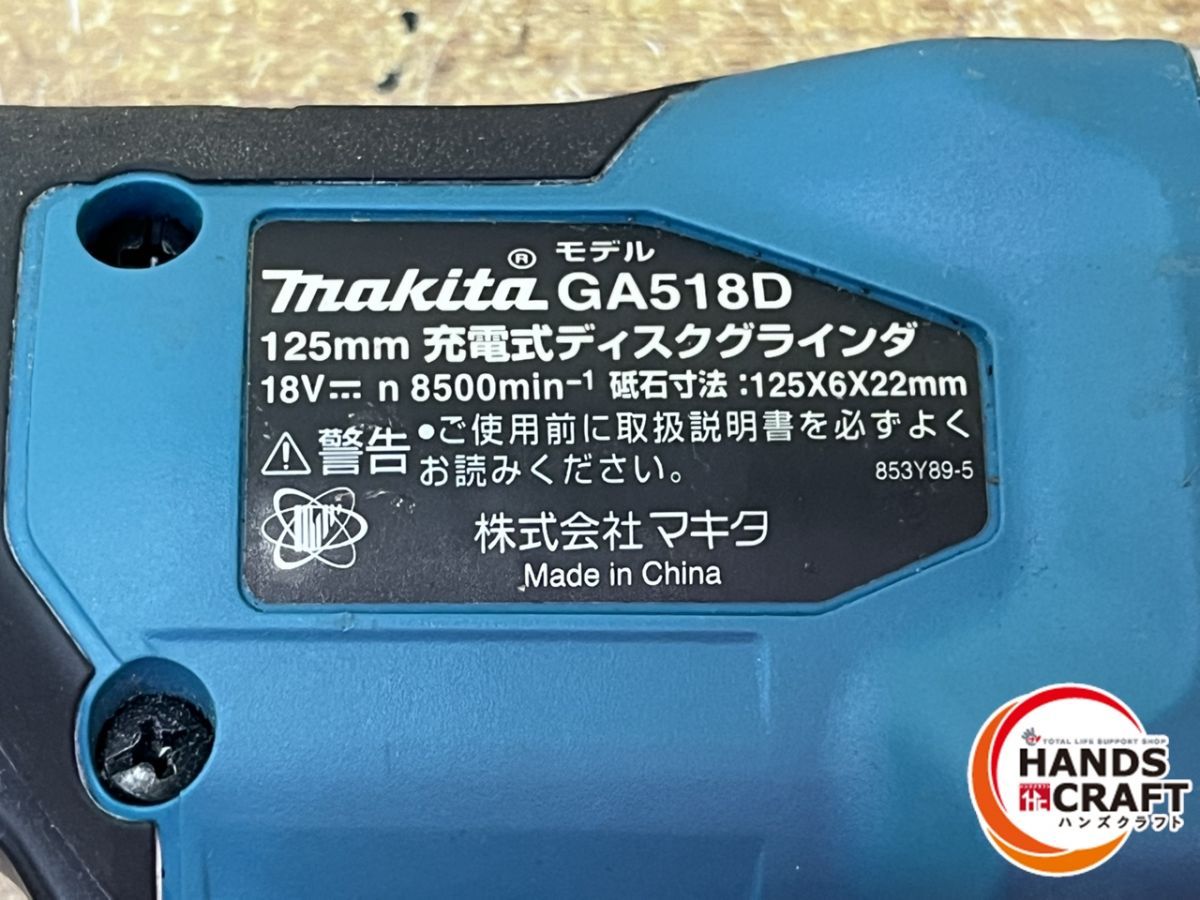 モデル
makita® GA518D
125mm 充電式ディスクグラインダ
18V⎓ n 8500min-1 砥石寸法:125X6X22mm
⚠警告 ●ご使用前に取扱説明書を必ずよく
お読みください。
853Y89-5
株式会社 マキタ
Made in China
TOTAL LIFE SUPPORT SHOP
HANDS
CRAFT
ハンズクラフト